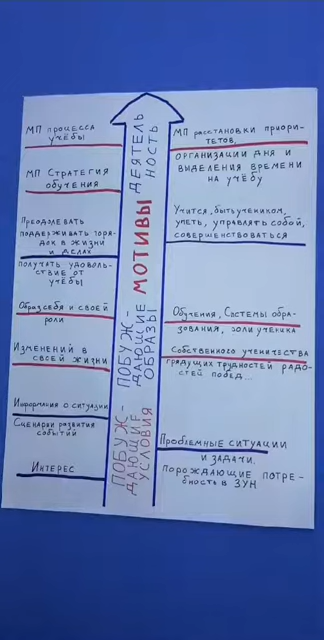 МП процесса
учёбы
МП Стратегия
обучения
Преодолевать
поддерживать поря-
док в жизни
и делах
получать удоволь-
ствие от
учёбы
Образ себя и своей
роли
Изменений в
своей жизни
Информация о ситуации
Сценарии развития
событий
Интерес
ДЕЯТЕЛЬ
НОСТЬ
МОТИВЫ
ПОБУЖ-
ДАЮЩИЕ
ОБРАЗЫ
ПОБУЖ-
ДАЮЩИЕ
УСЛОВИЯ
МП расстановки приори-
тетов,
организации дня и
выделения времени
на учёбу
Учится, быть учеником,
уметь, управлять собой,
совершенствоваться
Обучения, Системы обра-
зования, роли ученика
Собственного ученичества
грядущих трудностей радо-
стей побед...
Проблемные ситуации
и задачи,
порождающие потре-
бность в ЗУН